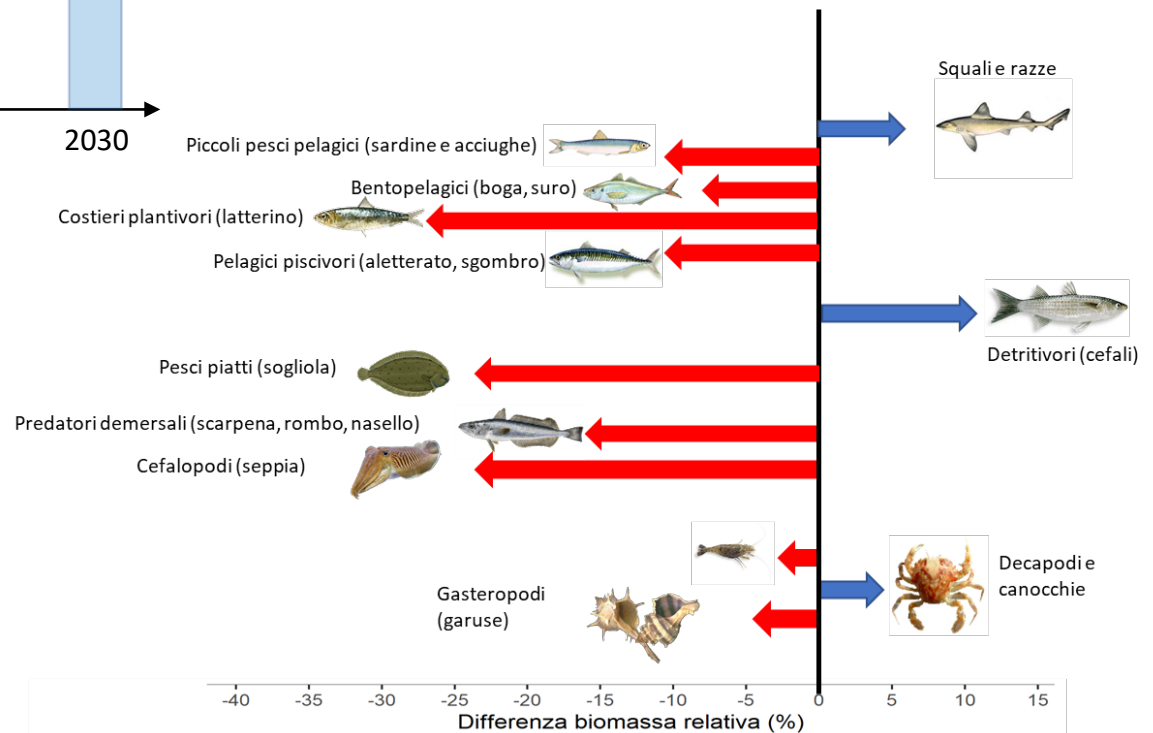 Squali e razze
2030
Piccoli pesci pelagici (sardine e acciughe)
Bentopelagici (boga, suro)
Costieri plantivori (latterino)
Pelagici piscivori (aletterato, sgombro)
Detritivori (cefali)
Pesci piatti (sogliola)
Predatori demersali (scarpena, rombo, nasello)
Cefalopodi (seppia)
Decapodi e
canocchie
Gasteropodi
(garuse)
-40 -35 -30 -25 -20 -15 -10 -5 0 5 10 15
Differenza biomassa relativa (%)